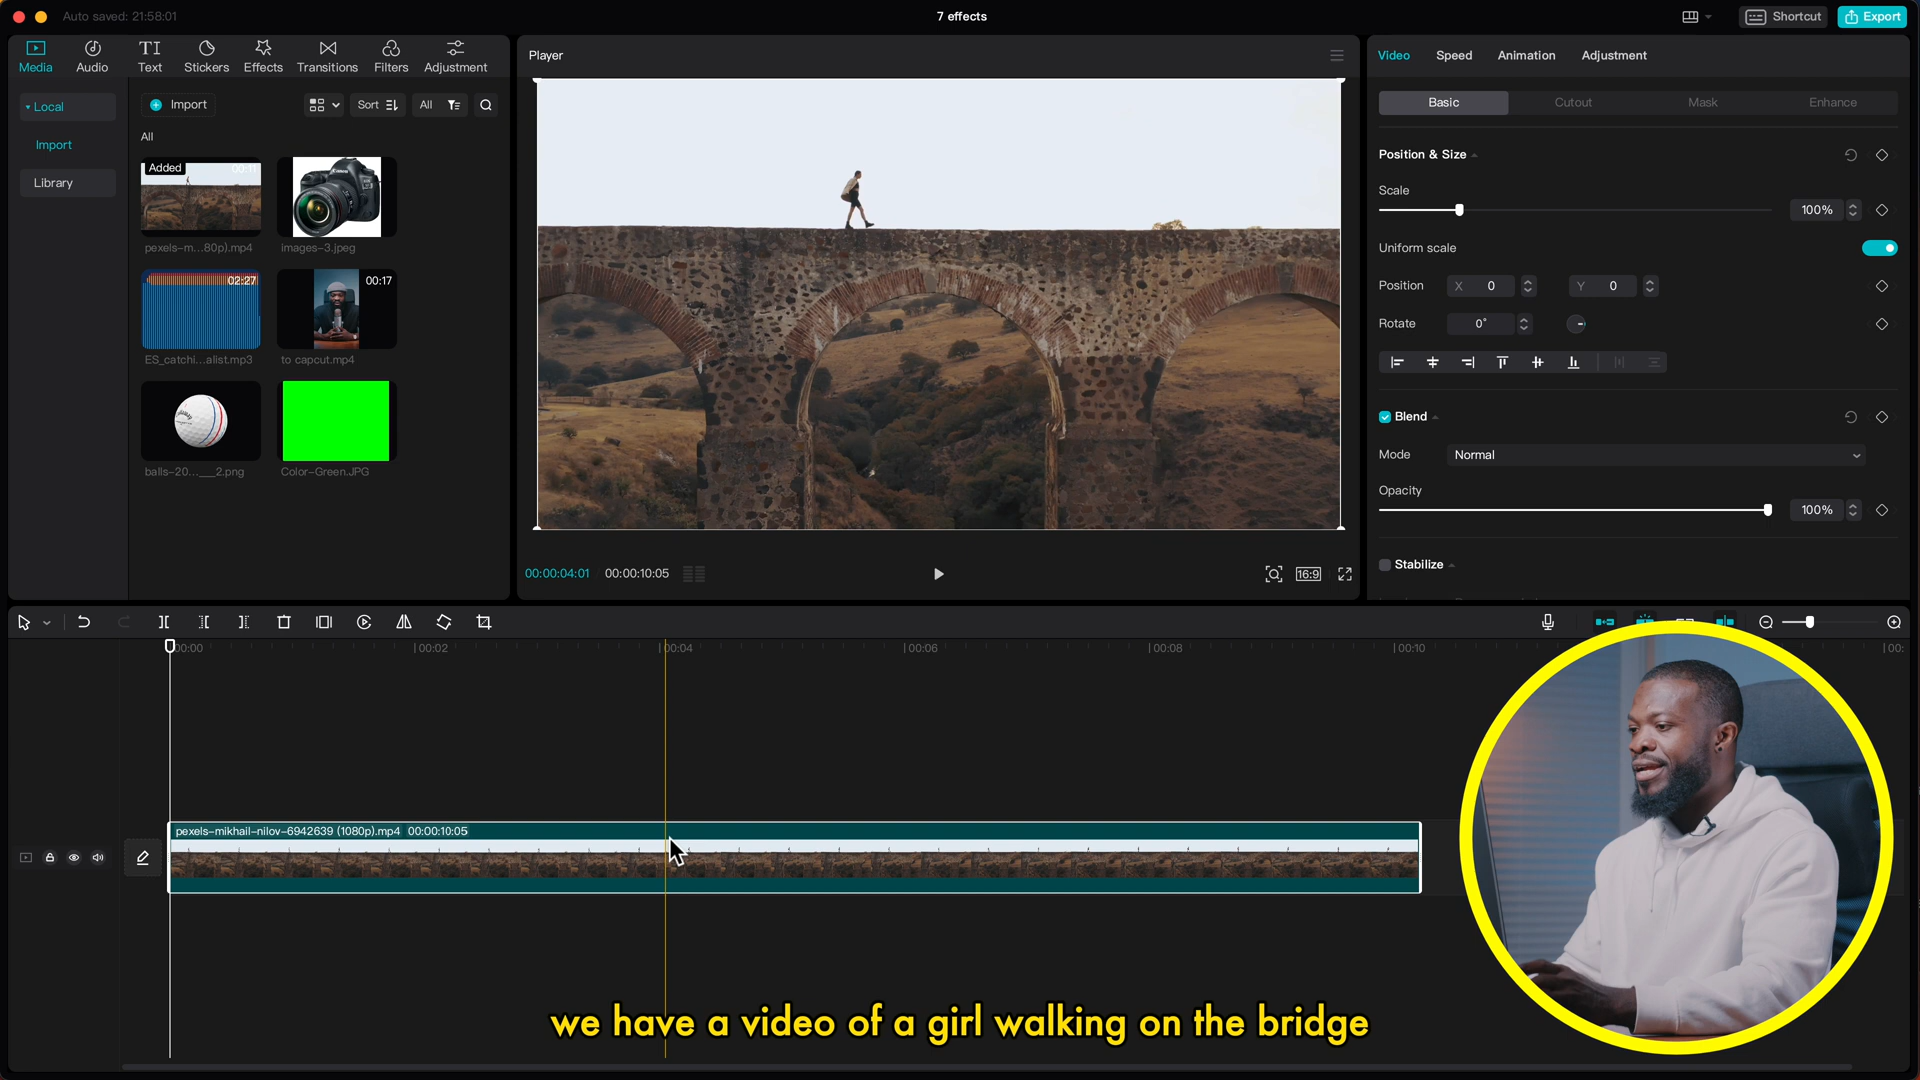 Auto saved: 21:58:01
7 effects
Shortcut
Export
Media
Audio
TI
Text
Stickers
Effects
Transitions
Filters
Adjustment
Local
Import
Library
Import
Sort
All
All
Added
pexels-m...80p).mp4
images-3.jpeg
02:27
ES_catchi...alist.mp3
00:17
to capcut.mp4
balls-20...___2.png
Color-Green.JPG
Player
00:00:04:01
00:00:10:05
16:9
Video
Speed
Animation
Adjustment
Basic
Cutout
Mask
Enhance
Position & Size
Scale
100%
Uniform scale
Position
X 0
Y 0
Rotate
0°
Blend
Mode
Normal
Opacity
100%
Stabilize
00:00
00:02
00:04
00:06
00:08
00:10
00:
pexels-mikhail-nilov-6942639 (1080p).mp4 00:00:10:05
we have a video of a girl walking on the bridge